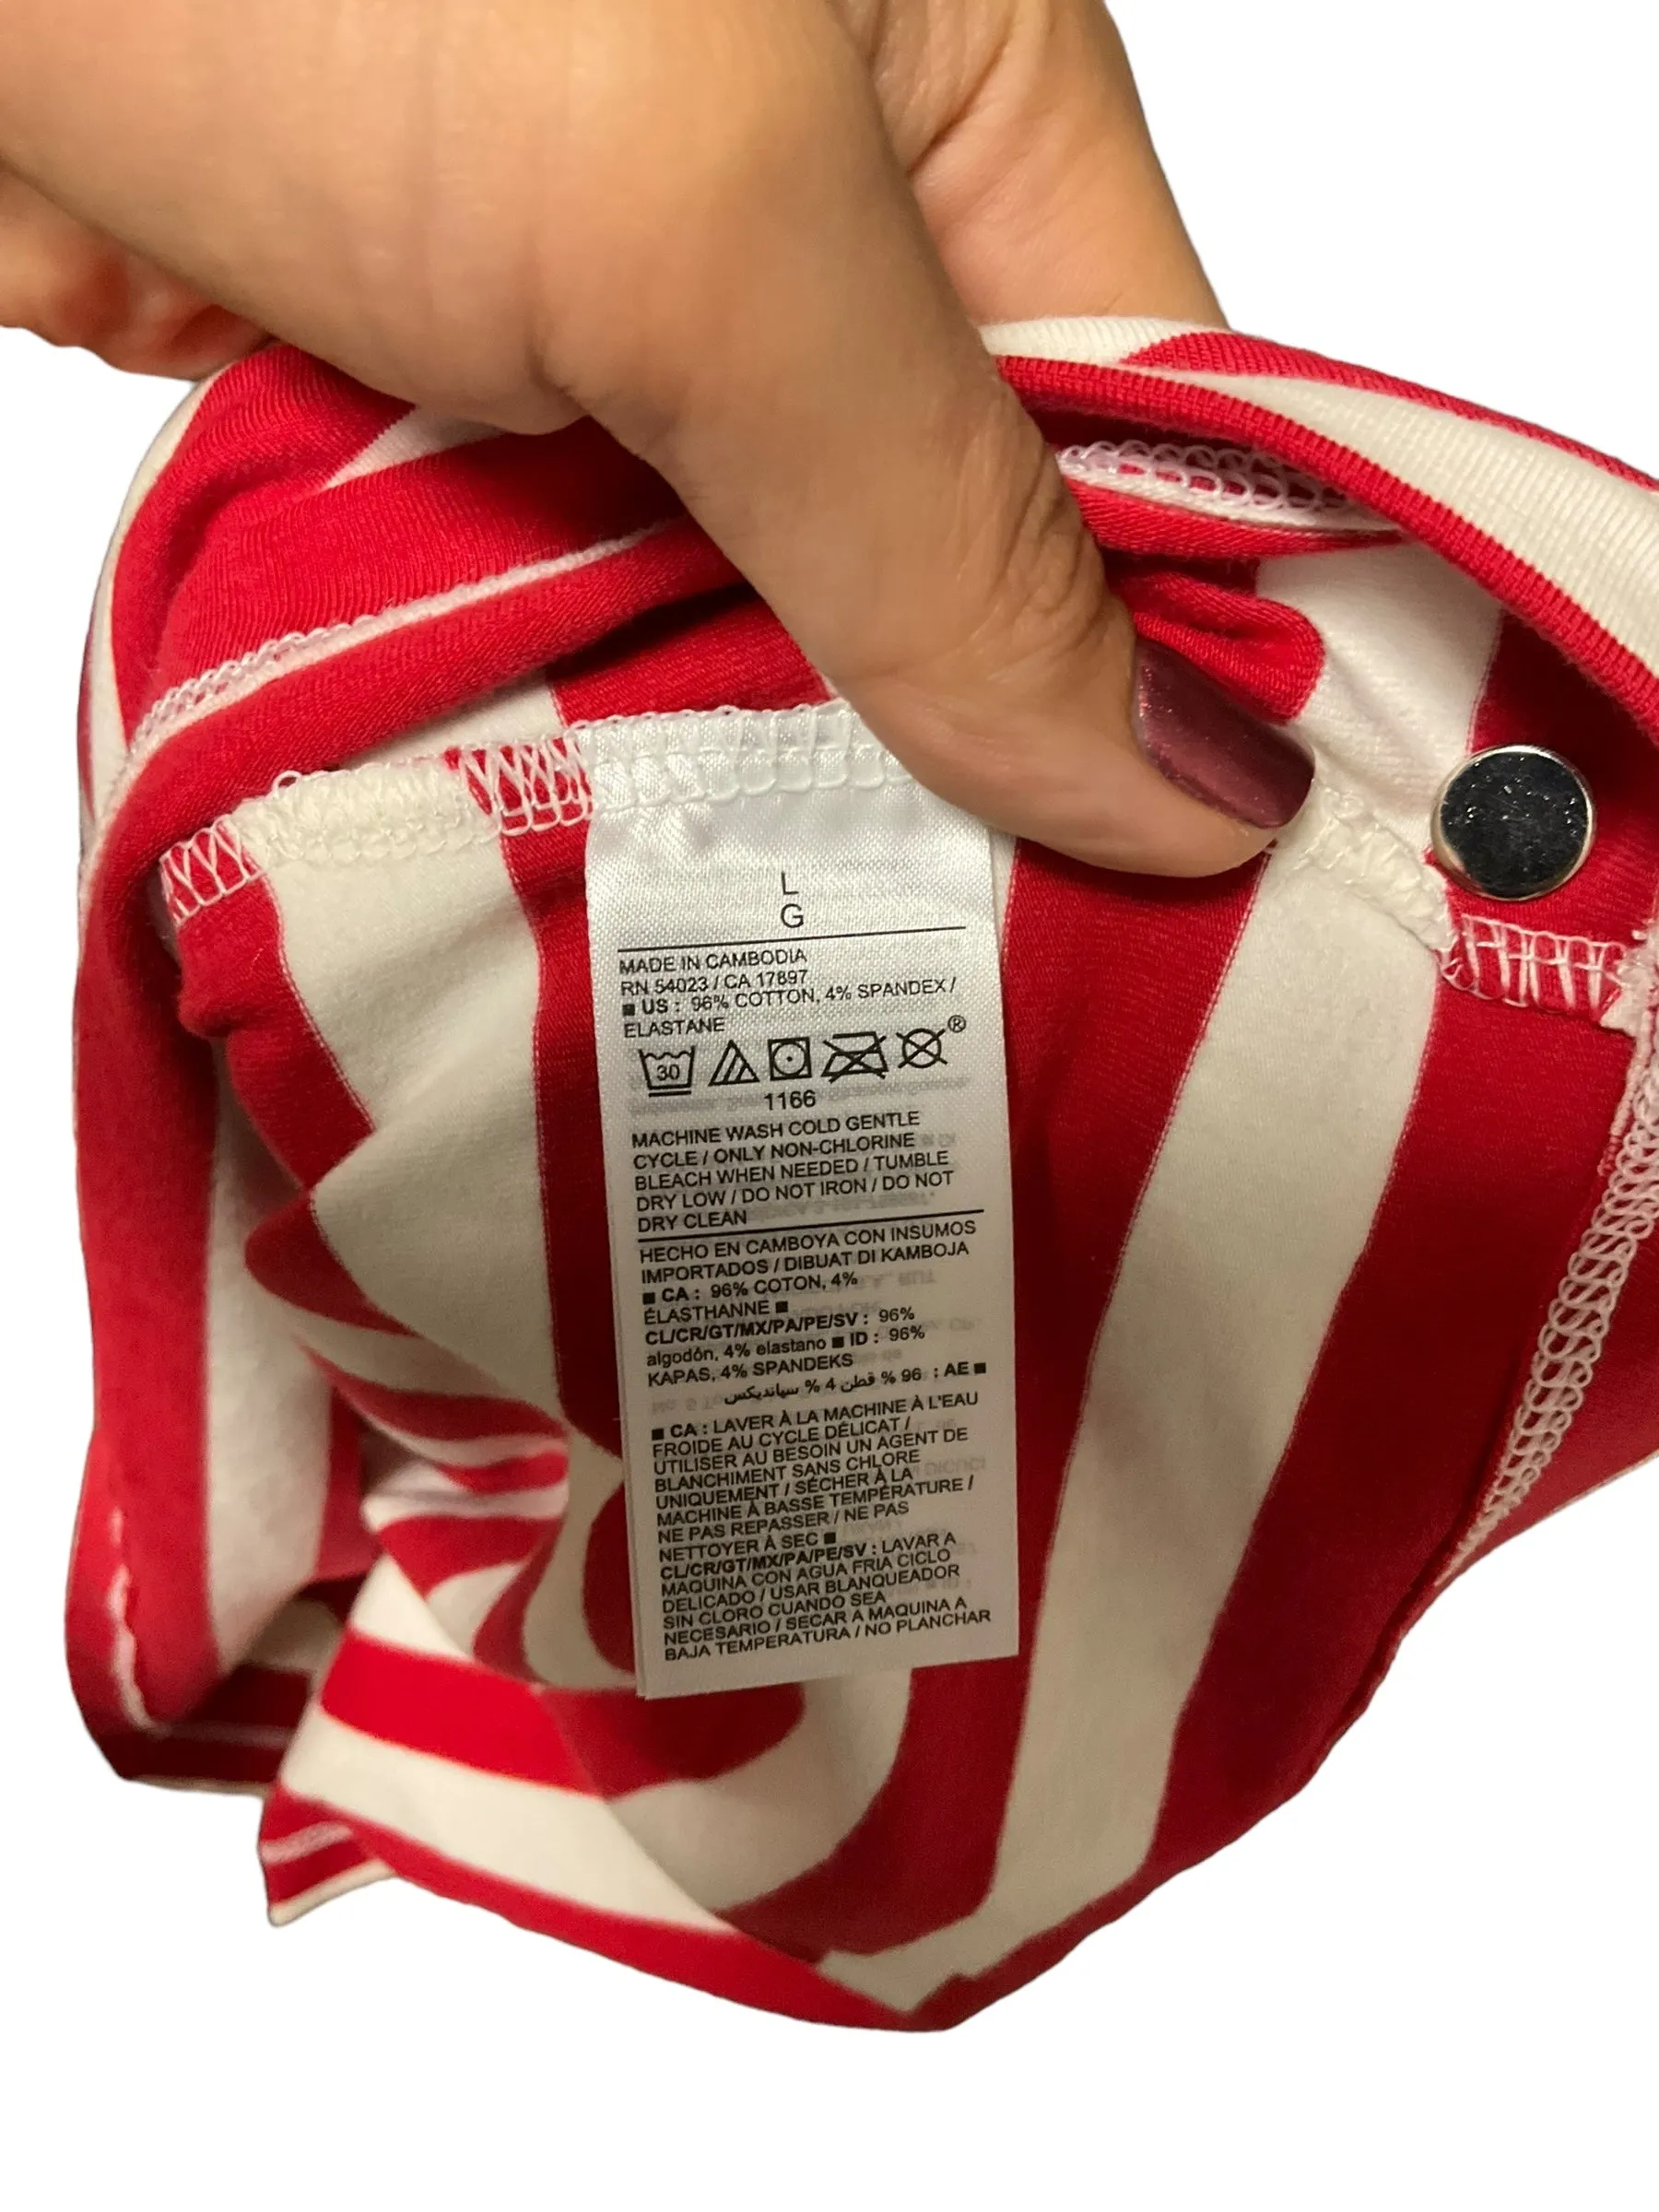 L
G
MADE IN CAMBODIA
RN 54023 / CA 17897
■ US : 96% COTTON, 4% SPANDEX /
ELASTANE
30 ®
1166
MACHINE WASH COLD GENTLE
CYCLE / ONLY NON-CHLORINE
BLEACH WHEN NEEDED / TUMBLE
DRY LOW / DO NOT IRON / DO NOT
DRY CLEAN
HECHO EN CAMBOYA CON INSUMOS
IMPORTADOS / DIBUAT DI KAMBOJA
■ CA : 96% COTON, 4%
ÉLASTHANNE ■
CL/CR/GT/MX/PA/PE/SV : 96%
algodón, 4% elastano ■ ID : 96%
KAPAS, 4% SPANDEKS
■ AE : 96 % قطن 4 % سبانديكس
■ CA : LAVER À LA MACHINE À L'EAU
FROIDE AU CYCLE DÉLICAT /
UTILISER AU BESOIN UN AGENT DE
BLANCHIMENT SANS CHLORE
UNIQUEMENT / SÉCHER À LA
MACHINE À BASSE TEMPÉRATURE /
NE PAS REPASSER / NE PAS
NETTOYER À SEC ■
CL/CR/GT/MX/PA/PE/SV : LAVAR A
MAQUINA CON AGUA FRIA CICLO
DELICADO / USAR BLANQUEADOR
SIN CLORO CUANDO SEA
NECESARIO / SECAR A MAQUINA A
BAJA TEMPERATURA / NO PLANCHAR